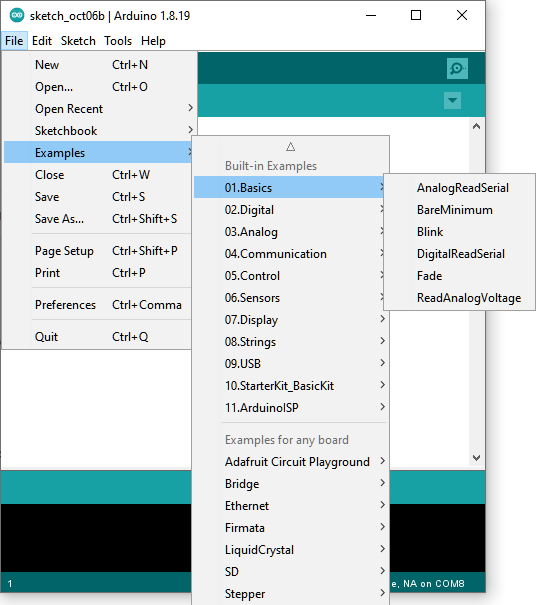 sketch_oct06b | Arduino 1.8.19
File Edit Sketch Tools Help
New Ctrl+N
Open... Ctrl+O
Open Recent
Sketchbook
Examples
Close Ctrl+W
Save Ctrl+S
Save As... Ctrl+Shift+S
Page Setup Ctrl+Shift+P
Print Ctrl+P
Preferences Ctrl+Comma
Quit Ctrl+Q
Built-in Examples
01.Basics
02.Digital
03.Analog
04.Communication
05.Control
06.Sensors
07.Display
08.Strings
09.USB
10.StarterKit_BasicKit
11.ArduinoISP
Examples for any board
Adafruit Circuit Playground
Bridge
Ethernet
Firmata
LiquidCrystal
SD
Stepper
AnalogReadSerial
BareMinimum
Blink
DigitalReadSerial
Fade
ReadAnalogVoltage
1
e, NA on COM8